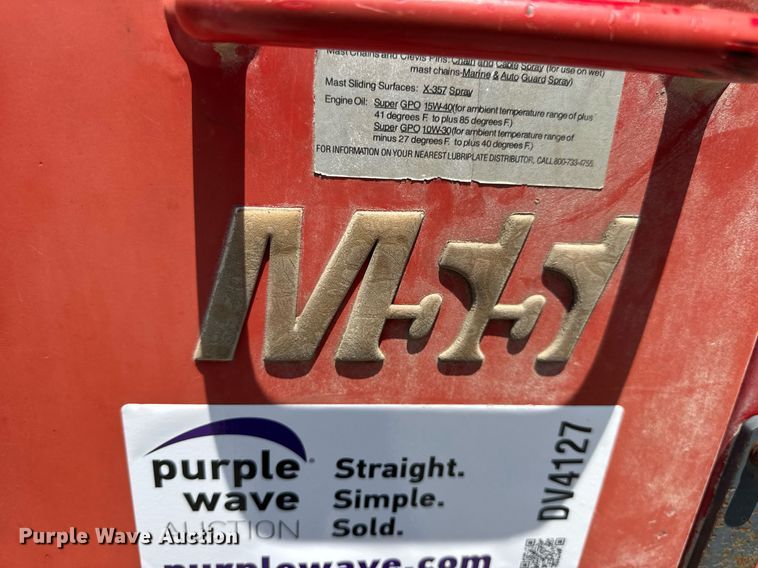 Mast Chains and Clevis Pins: Chain and Cable Spray (for use on wet)
mast chains-Marine & Auto Guard Spray)
Mast Sliding Surfaces: X-357 Spray
Engine Oil: Super GPO 15W-40(for ambient temperature range of plus
41 degrees F. to plus 85 degrees F.)
Super GPO 10W-30(for ambient temperature range of
minus 27 degrees F. to plus 40 degrees F.)
FOR INFORMATION ON YOUR NEAREST LUBRIPLATE DISTRIBUTOR, CALL 800-733-4755
purple
wave
AUCTION
Straight.
Simple.
Sold.
DV4127
purplewave.com
Purple Wave Auction